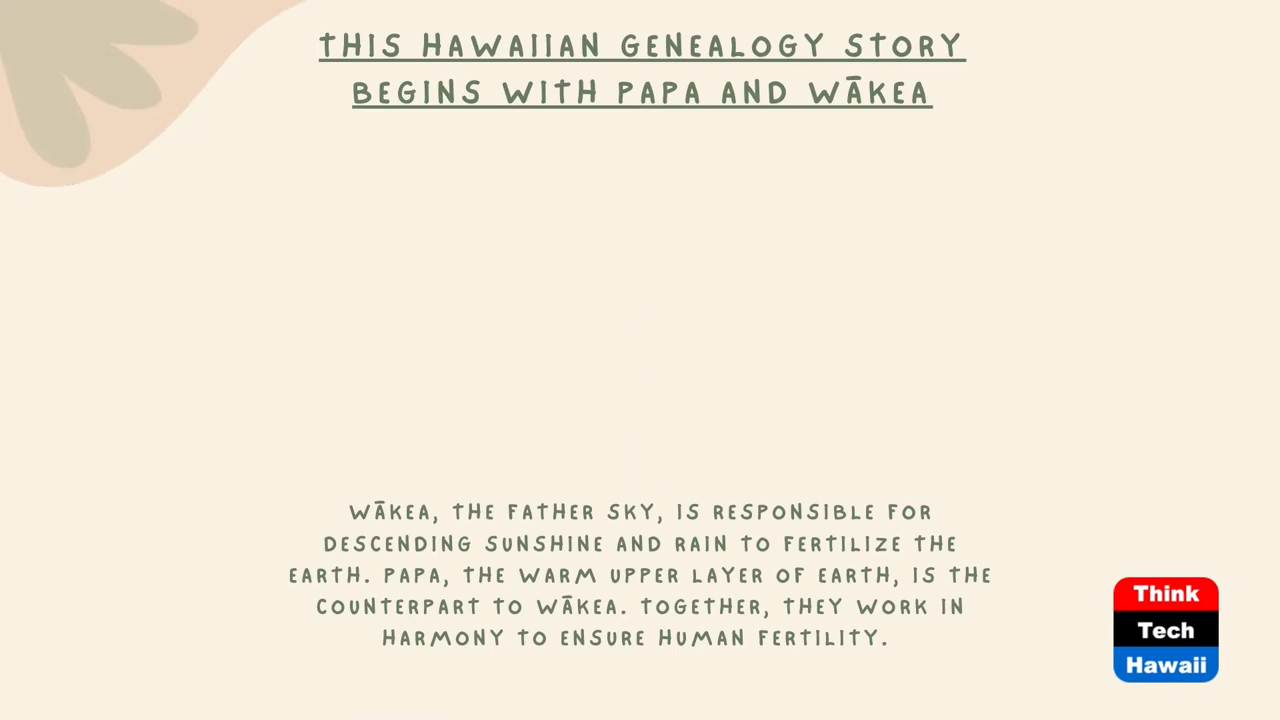 THIS HAWAIIAN GENEALOGY STORY
BEGINS WITH PAPA AND WĀKEA
WĀKEA, THE FATHER SKY, IS RESPONSIBLE FOR
DESCENDING SUNSHINE AND RAIN TO FERTILIZE THE
EARTH. PAPA, THE WARM UPPER LAYER OF EARTH, IS THE
COUNTERPART TO WĀKEA. TOGETHER, THEY WORK IN
HARMONY TO ENSURE HUMAN FERTILITY.
Think
Tech
Hawaii